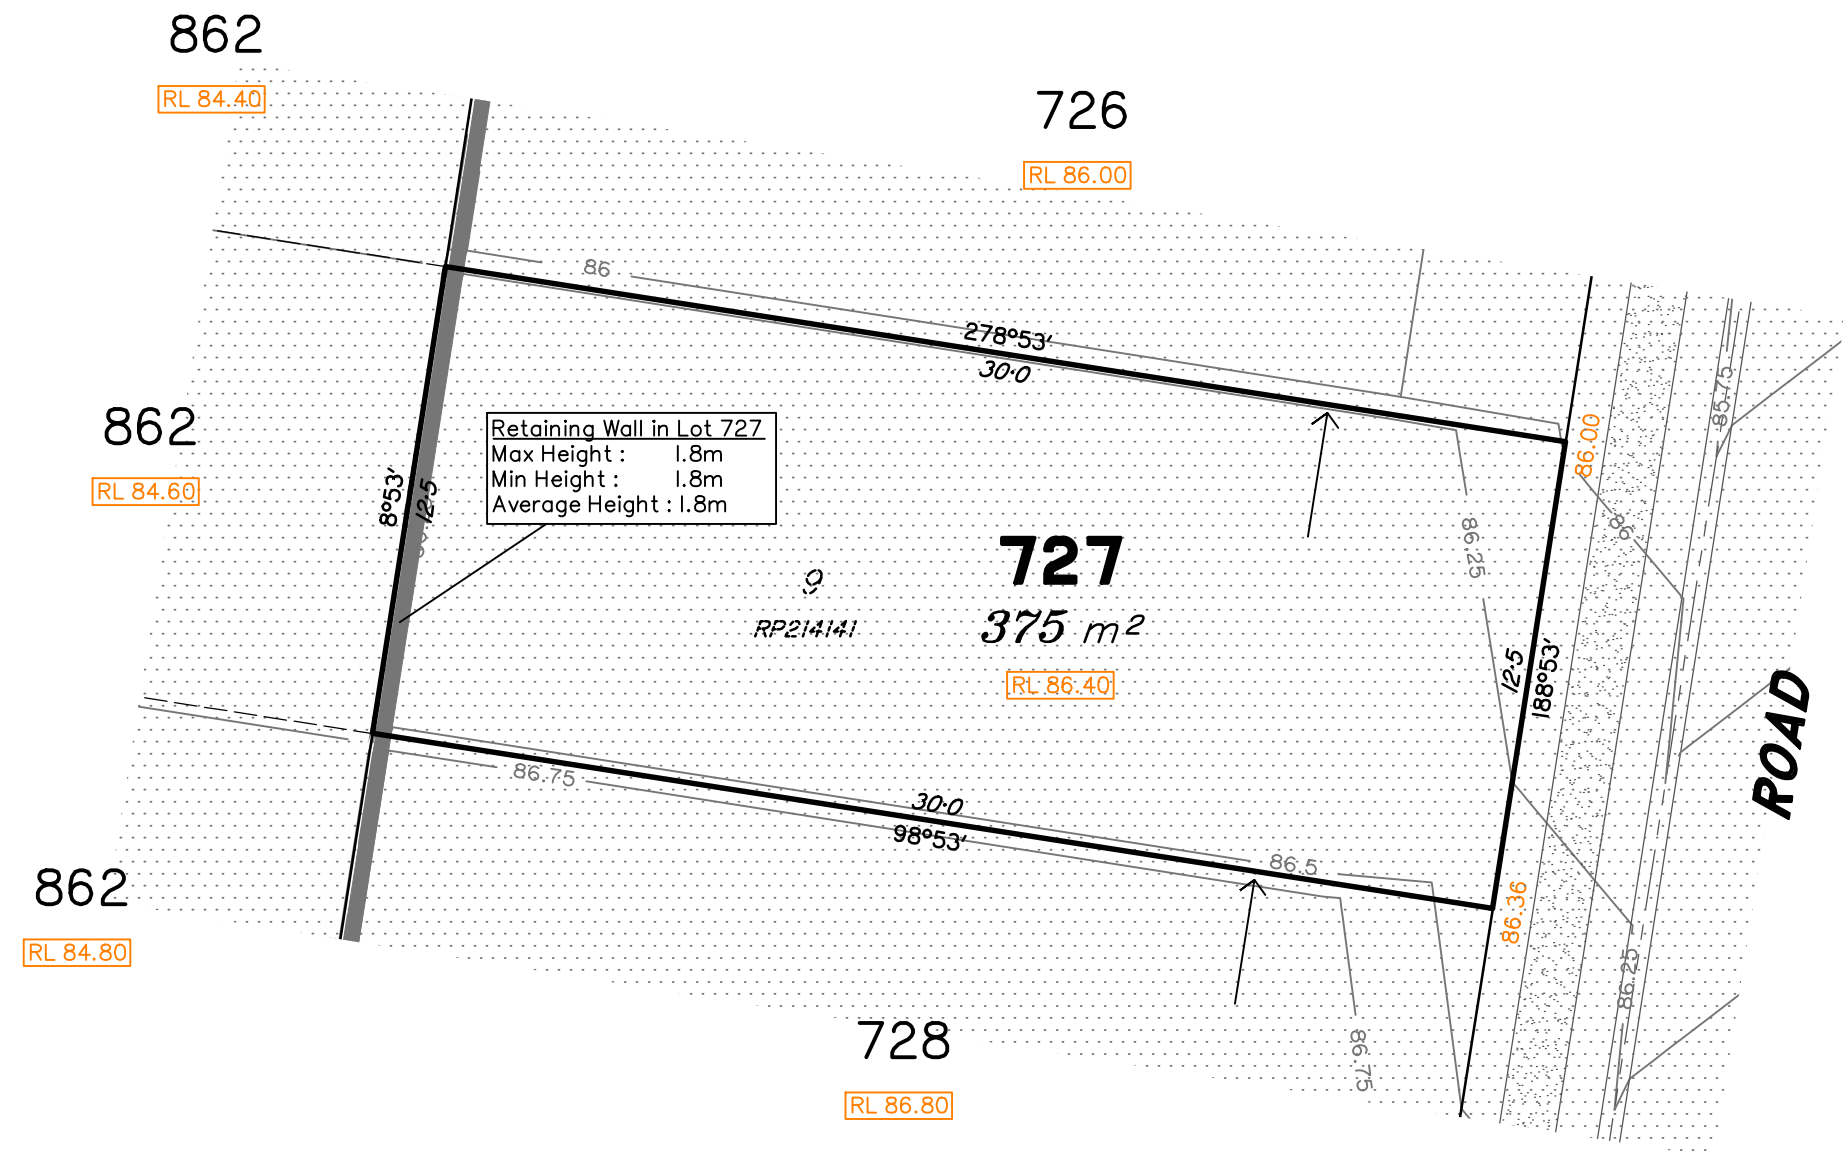 862
RL 84.40
726
RL 86.00
86
278°53'
30·0
85.75
86.00
862
RL 84.60
8°53'
12·5
Retaining Wall in Lot 727
Max Height : 1.8m
Min Height : 1.8m
Average Height : 1.8m
86.25
86
727
9
RP214141
375 m²
RL 86.40
12·5
188°53'
ROAD
86.75
30·0
98°53'
86.5
86.36
862
RL 84.80
86.25
728
86.75
RL 86.80